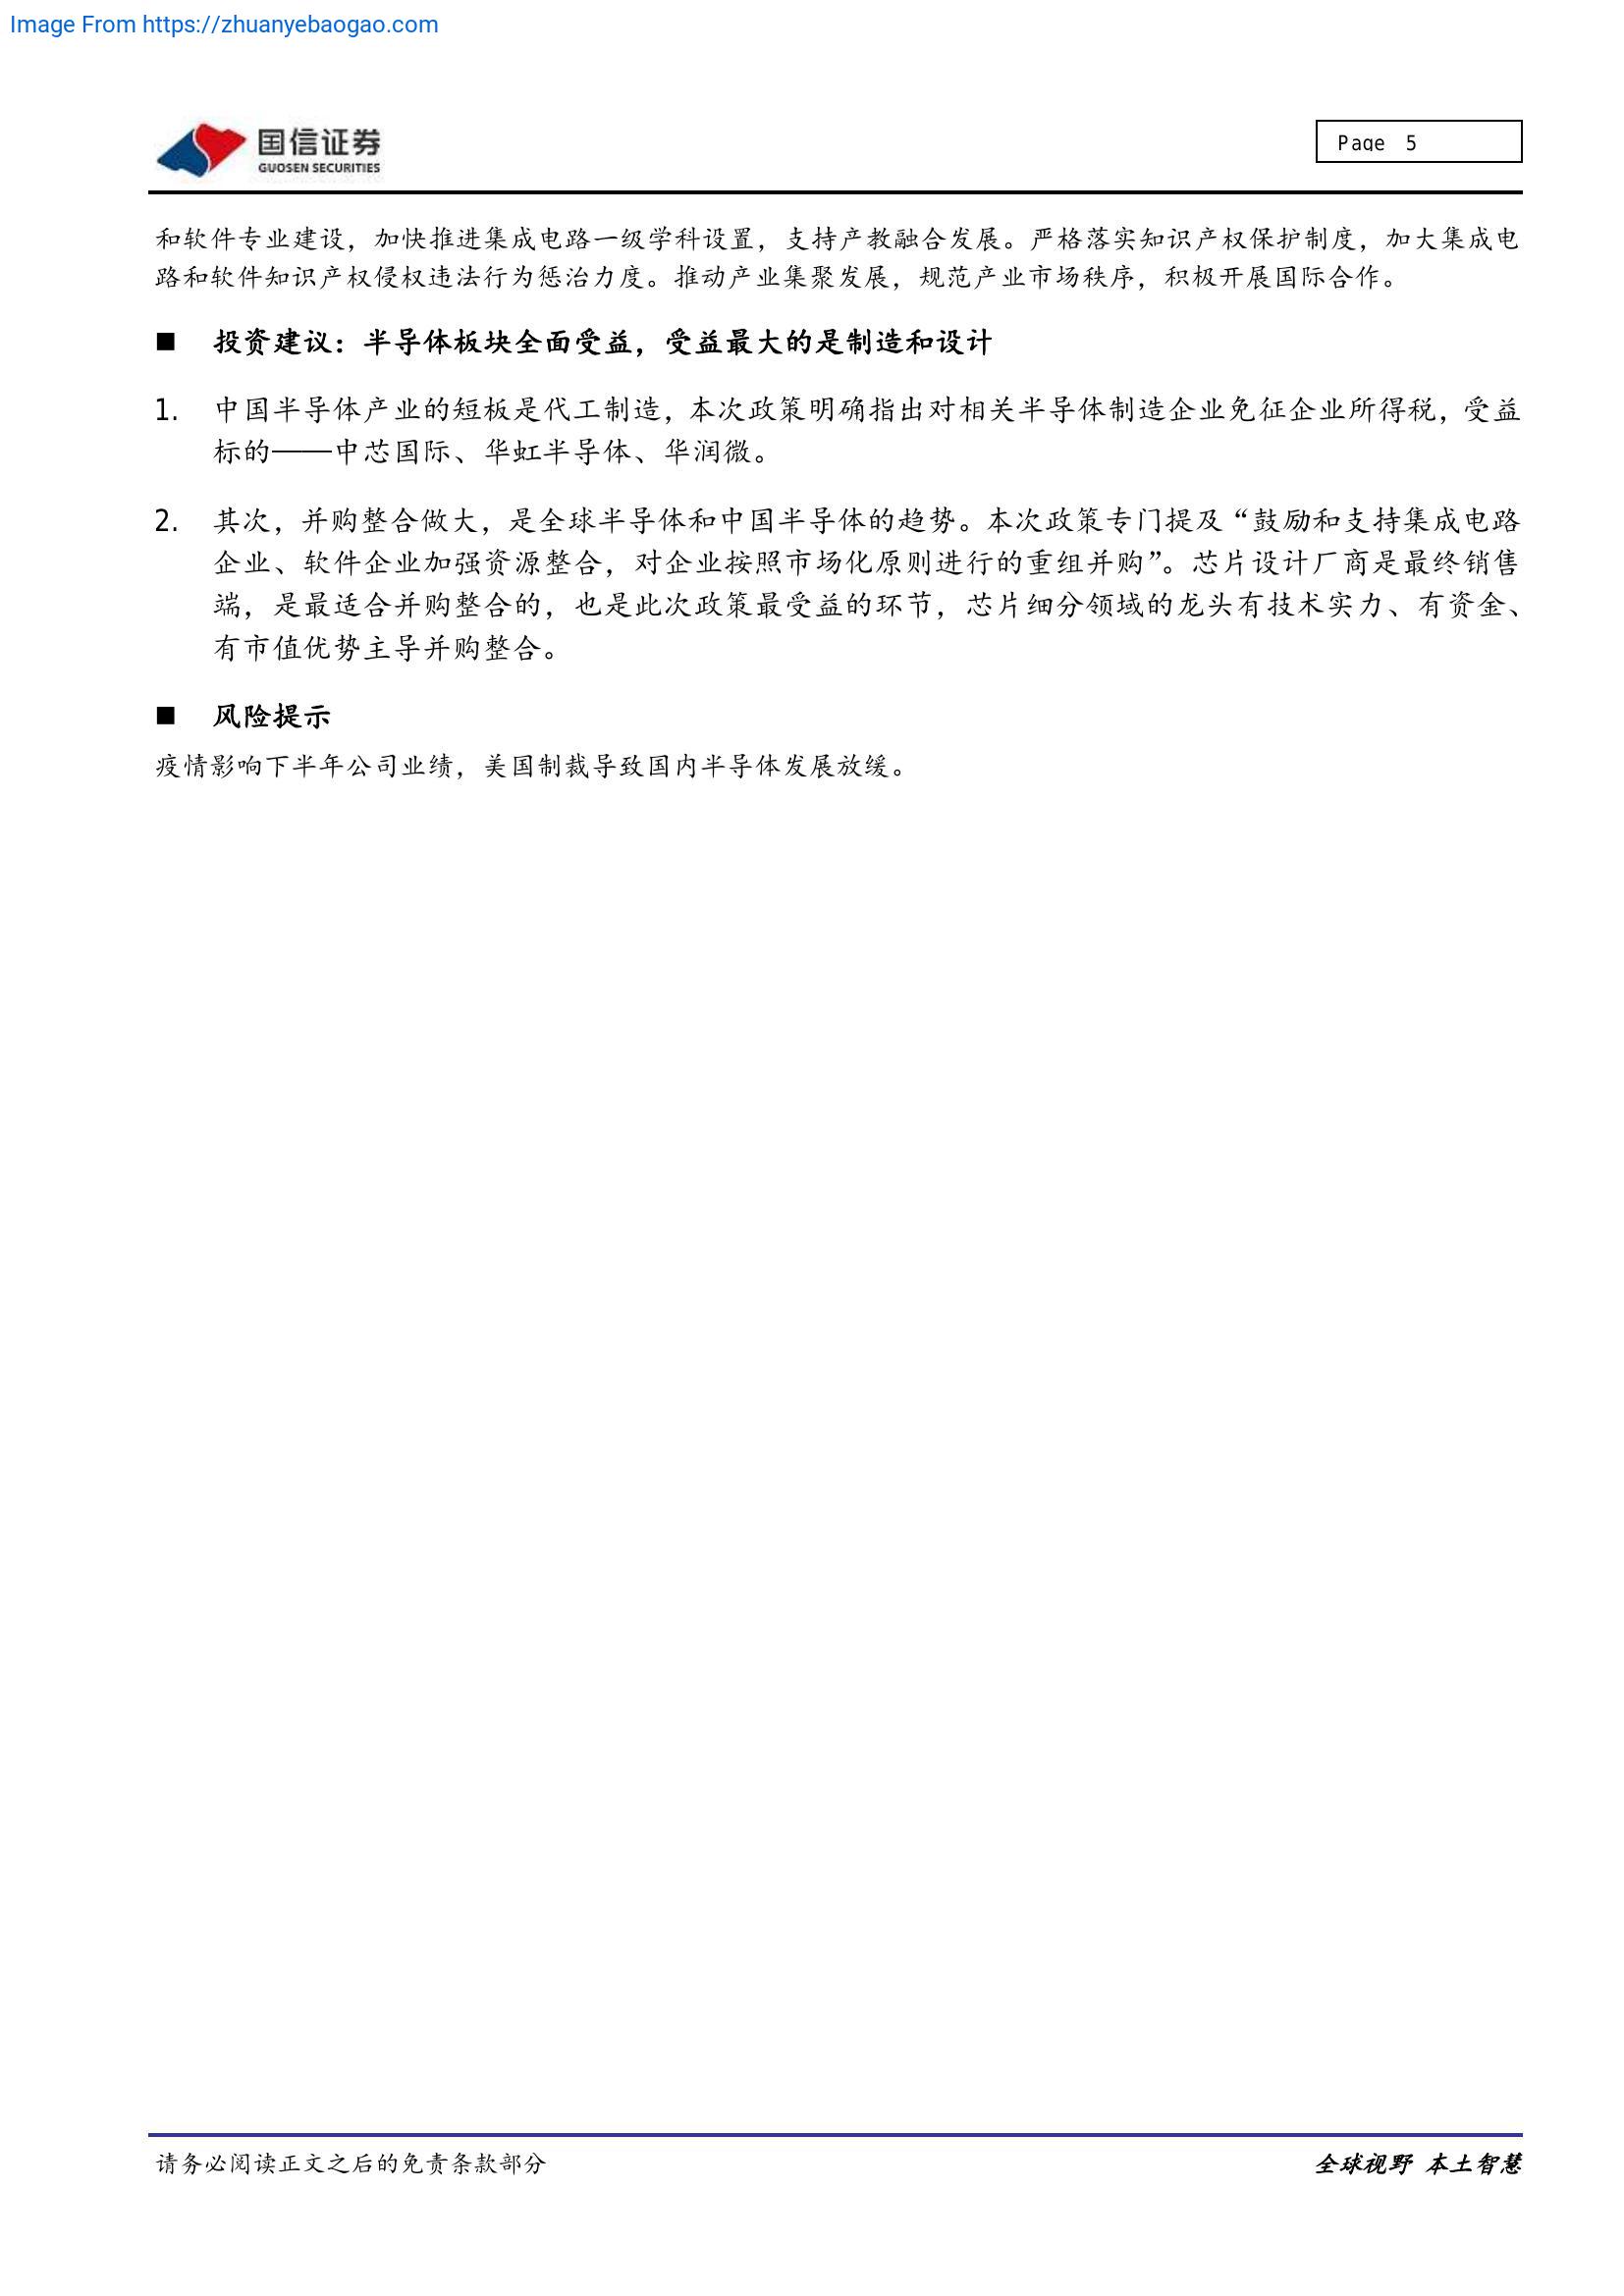 Image From https://zhuanyebaogao.com
国信证券
GUOSEN SECURITIES
Page 5
和软件专业建设，加快推进集成电路一级学科设置，支持产教融合发展。严格落实知识产权保护制度，加大集成电
路和软件知识产权侵权违法行为惩治力度。推动产业集聚发展，规范产业市场秩序，积极开展国际合作。
■ 投资建议：半导体板块全面受益，受益最大的是制造和设计
1. 中国半导体产业的短板是代工制造，本次政策明确指出对相关半导体制造企业免征企业所得税，受益
标的——中芯国际、华虹半导体、华润微。
2. 其次，并购整合做大，是全球半导体和中国半导体的趋势。本次政策专门提及“鼓励和支持集成电路
企业、软件企业加强资源整合，对企业按照市场化原则进行的重组并购”。芯片设计厂商是最终销售
端，是最适合并购整合的，也是此次政策最受益的环节，芯片细分领域的龙头有技术实力、有资金、
有市值优势主导并购整合。
■ 风险提示
疫情影响下半年公司业绩，美国制裁导致国内半导体发展放缓。
请务必阅读正文之后的免责条款部分
全球视野 本土智慧